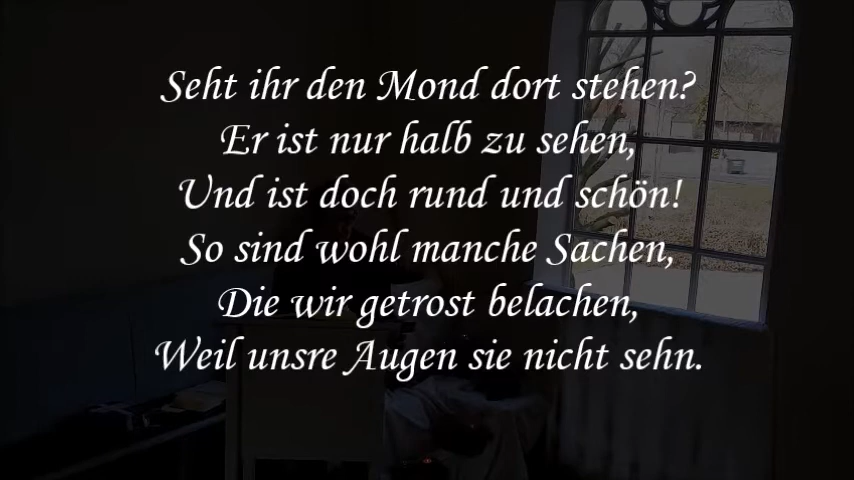 Seht ihr den Mond dort stehen?
Er ist nur halb zu sehen,
Und ist doch rund und schön!
So sind wohl manche Sachen,
Die wir getrost belachen,
Weil unsre Augen sie nicht sehn.